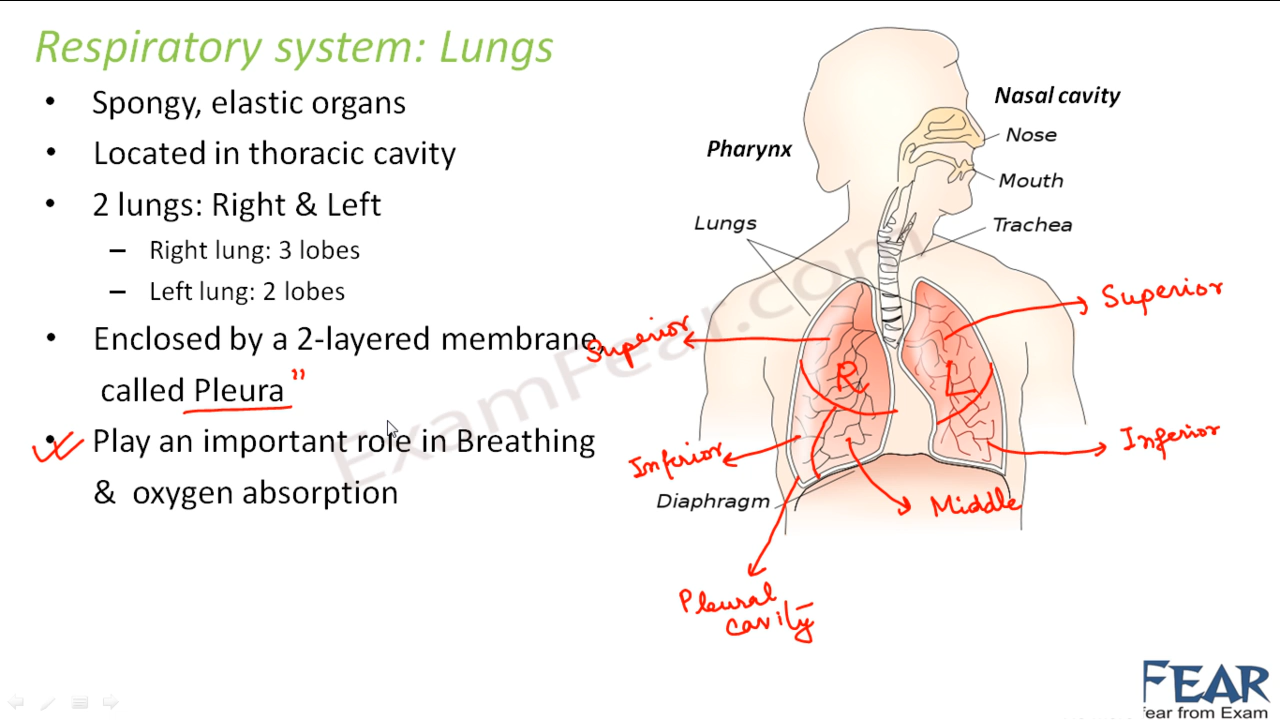 Respiratory system: Lungs
• Spongy, elastic organs
• Located in thoracic cavity
• 2 lungs: Right & Left
– Right lung: 3 lobes
– Left lung: 2 lobes
• Enclosed by a 2-layered membrane,
called Pleura"
• Play an important role in Breathing
& oxygen absorption
Nasal cavity
Nose
Pharynx
Mouth
Lungs
Trachea
Superior
Superior
R
L
Inferior
Inferior
Diaphragm
Middle
Pleural
cavity
ExamFear.com
FEAR
fear from Exam